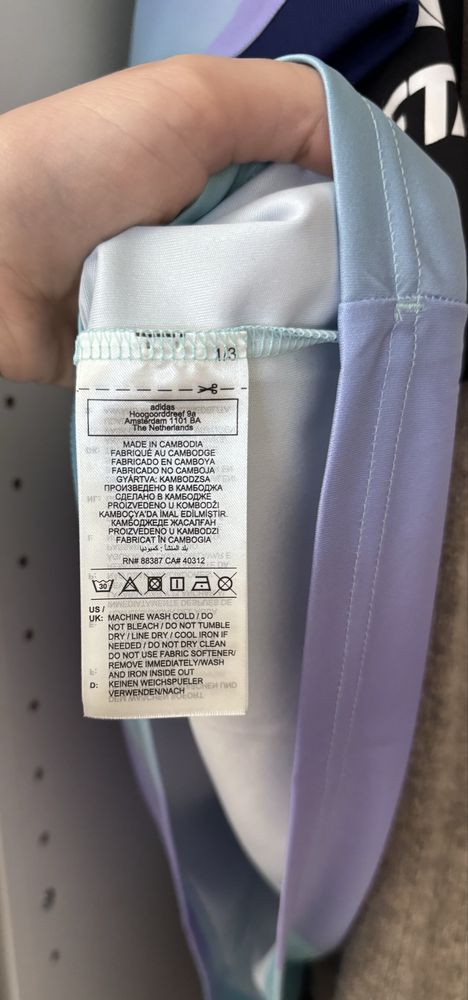 1/3
adidas
Hoogoorddreef 9a
Amsterdam 1101 BA
The Netherlands
MADE IN CAMBODIA
FABRIQUÉ AU CAMBODGE
FABRICADO EN CAMBOYA
FABRICADO NO CAMBOJA
GYÁRTVA: KAMBODZSA
ПРОИЗВЕДЕНО В КАМБОДЖА
СДЕЛАНО В КАМБОДЖЕ
PROIZVEDENO U KOMBODŽI
KAMBOÇYA'DA İMAL EDİLMİŞTİR.
КАМБОДЖЕДЕ ЖАСАЛҒАН
PROIZVEDENO U KAMBODŽI
FABRICAT ÎN CAMBOGIA
بلد المنشأ : كمبوديا
RN# 88387 CA# 40312
30
US /
UK: MACHINE WASH COLD / DO
NOT BLEACH / DO NOT TUMBLE
DRY / LINE DRY / COOL IRON IF
NEEDED / DO NOT DRY CLEAN
DO NOT USE FABRIC SOFTENER/
REMOVE IMMEDIATELY/WASH
AND IRON INSIDE OUT
D: KEINEN WEICHSPUELER
VERWENDEN/NACH